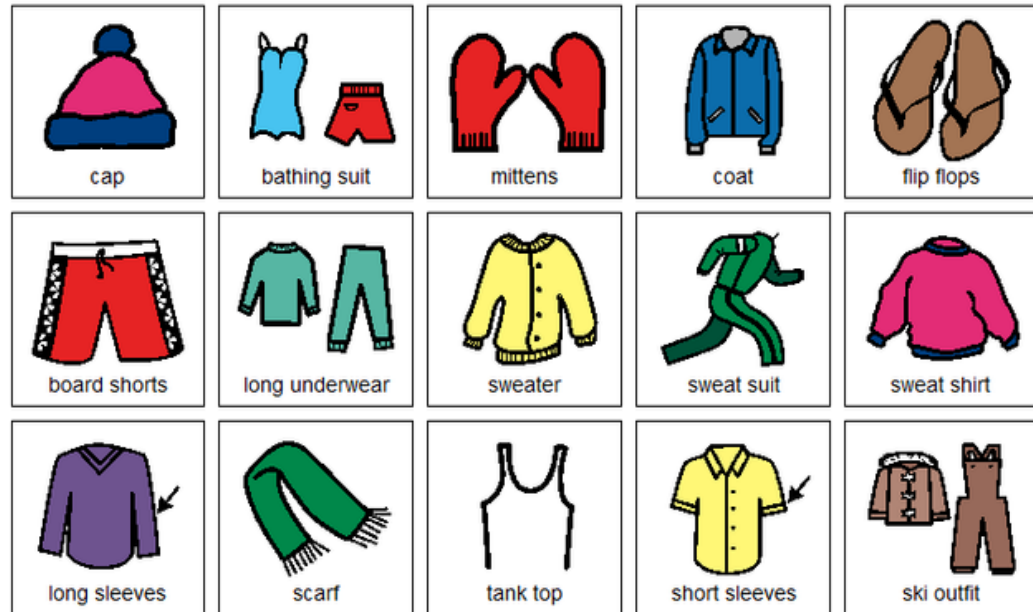 cap
bathing suit
mittens
coat
flip flops
board shorts
long underwear
sweater
sweat suit
sweat shirt
long sleeves
scarf
tank top
short sleeves
ski outfit